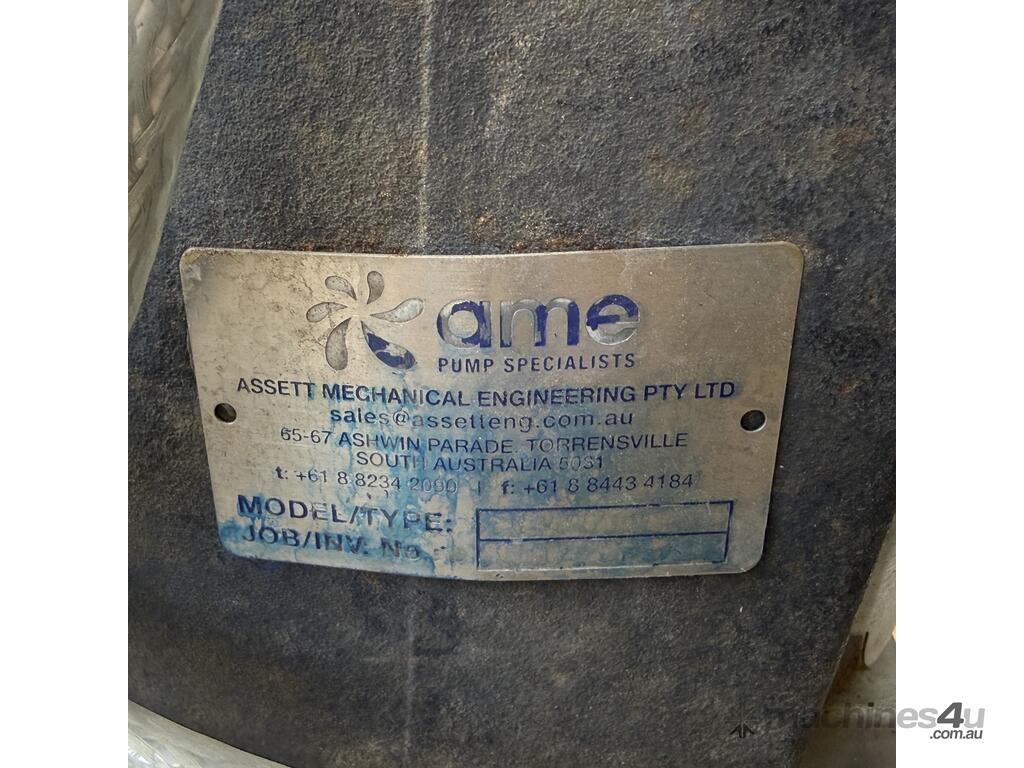 ame
PUMP SPECIALISTS
ASSETT MECHANICAL ENGINEERING PTY LTD
sales@assetteng.com.au
65-67 ASHWIN PARADE, TORRENSVILLE
SOUTH AUSTRALIA 5031
t: +61 8 8234 2000 | f: +61 8 8443 4184
MODEL/TYPE:
JOB/INV. No.:
machines4u
.com.au